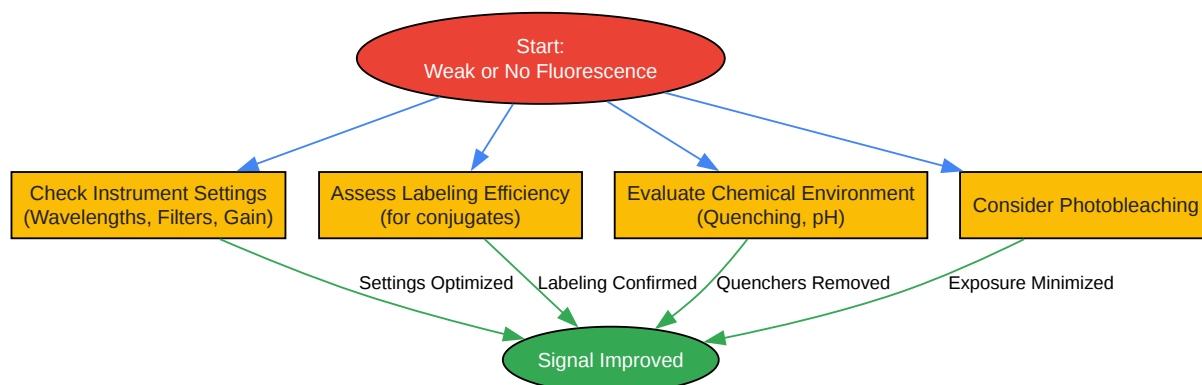 Start:
Weak or No Fluorescence
Check Instrument Settings
(Wavelengths, Filters, Gain)
Assess Labeling Efficiency
(for conjugates)
Evaluate Chemical Environment
(Quenching, pH)
Consider Photobleaching
Settings Optimized
Labeling Confirmed
Quenchers Removed
Exposure Minimized
Signal Improved